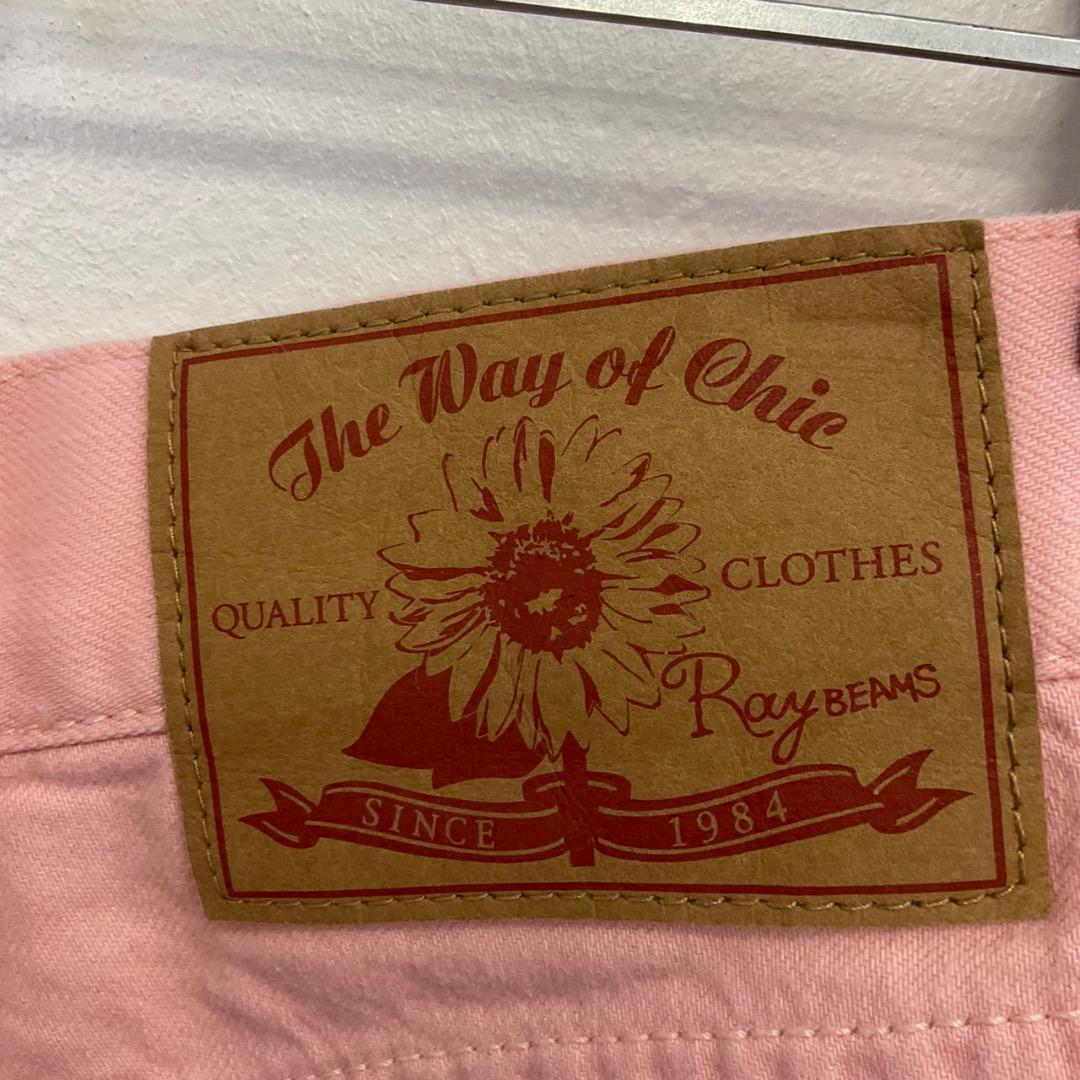 The Way of Chic
QUALITY CLOTHES
Ray BEAMS
SINCE 1984